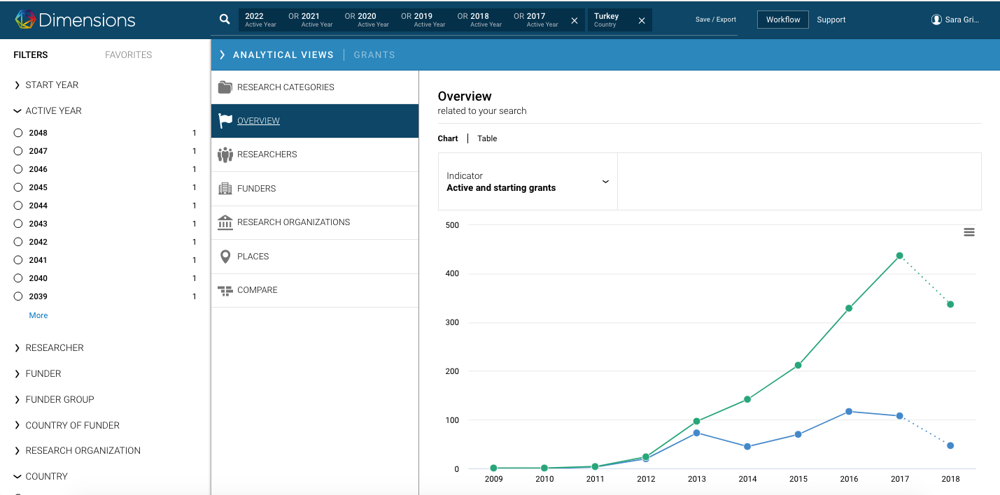 Dimensions
2022 OR 2021 OR 2020 OR 2019 OR 2018 OR 2017
Active Year Active Year Active Year Active Year Active Year Active Year
Turkey
Country
Save / Export
Workflow
Support
Sara Gri...
FILTERS
FAVORITES
START YEAR
ACTIVE YEAR
2048 1
2047 1
2046 1
2045 1
2044 1
2043 1
2042 1
2041 1
2040 1
2039 1
More
RESEARCHER
FUNDER
FUNDER GROUP
COUNTRY OF FUNDER
RESEARCH ORGANIZATION
COUNTRY
ANALYTICAL VIEWS
GRANTS
RESEARCH CATEGORIES
OVERVIEW
RESEARCHERS
FUNDERS
RESEARCH ORGANIZATIONS
PLACES
COMPARE
Overview
related to your search
Chart | Table
Indicator
Active and starting grants
500
400
300
200
100
0
2009 2010 2011 2012 2013 2014 2015 2016 2017 2018